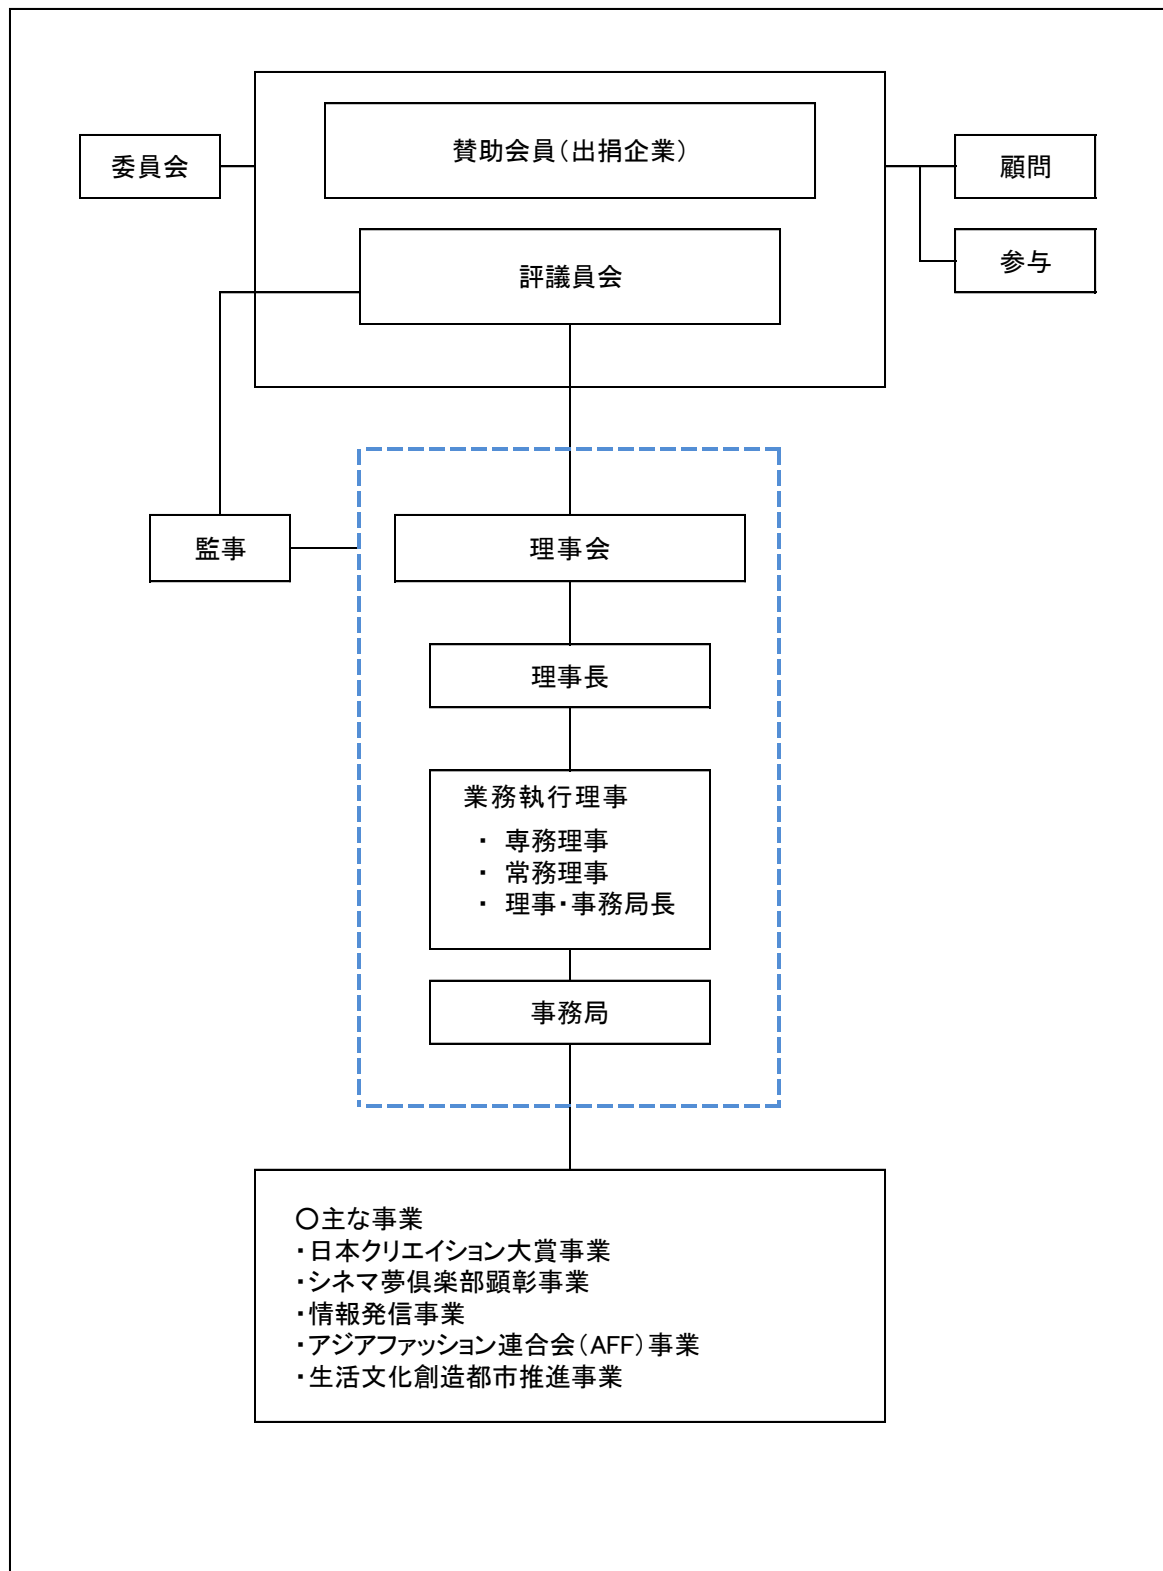 賛助会員（出捐企業）
委員会
顧問
参与
評議員会
監事
理事会
理事長
業務執行理事
・ 専務理事
・ 常務理事
・ 理事・事務局長
事務局
〇主な事業
・日本クリエイション大賞事業
・シネマ夢倶楽部顕彰事業
・情報発信事業
・アジアファッション連合会（AFF）事業
・生活文化創造都市推進事業